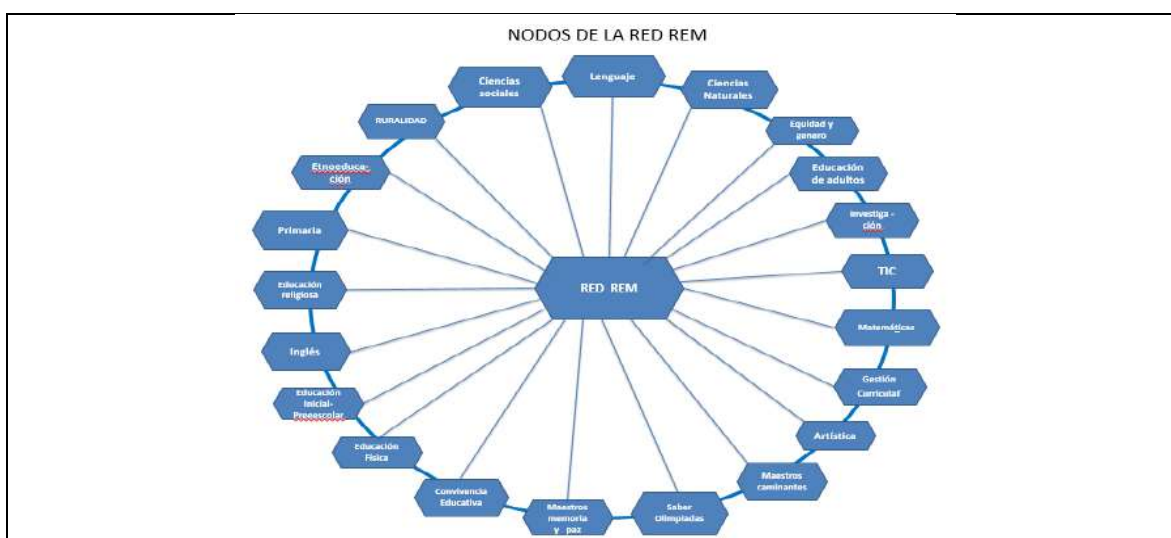 NODOS DE LA RED REM
Lenguaje
Ciencias
Naturales
Equidad y
genero
Educación
de adultos
Investiga -
ción
TIC
Matemáticas
Gestión
Curricular
Artística
Maestros
caminantes
Saber
Olimpiadas
Maestros
memoria
y paz
Convivencia
Educativa
Educación
Física
Educación
Inicial-
Preeescolar
Inglés
Educación
religiosa
Primaria
Etnoeduca-
ción
RURALIDAD
Ciencias
sociales
RED REM